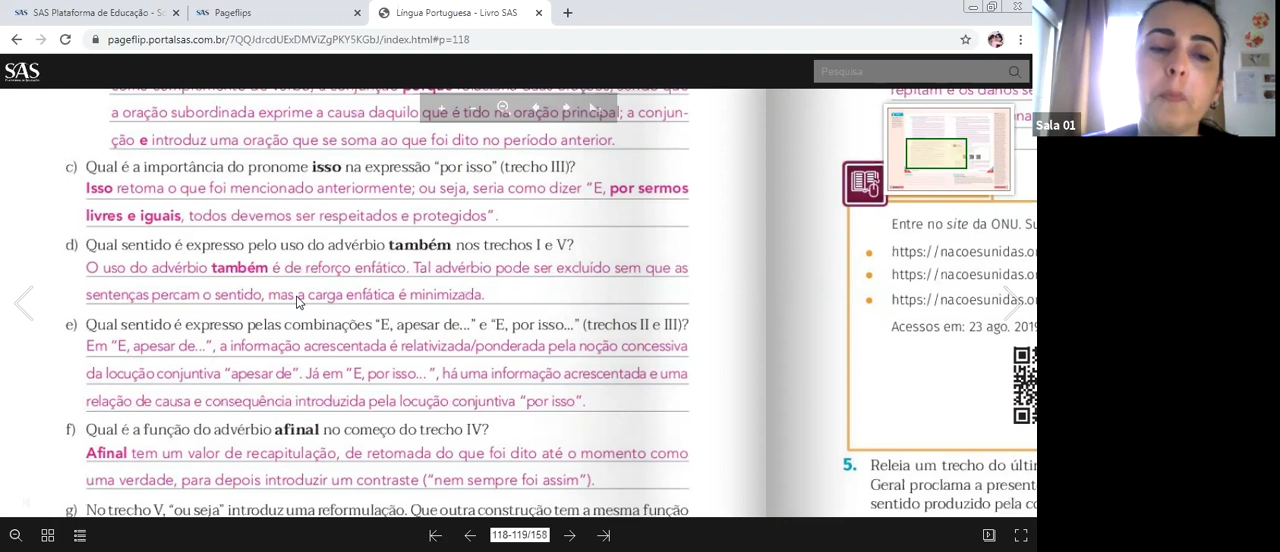 SAS Plataforma de Educação - So
Pageflips
Língua Portuguesa - Livro SAS
pageflip.portalsas.com.br/7QQJdrcdUExDMViZgPKY5KGbJ/index.html#p=118
SAS
Pesquisa
a oração subordinada exprime a causa daquilo que é tido na oração principal; a conjun-
ção e introduz uma oração que se soma ao que foi dito no período anterior.
c) Qual é a importância do pronome isso na expressão “por isso” (trecho III)?
Isso retoma o que foi mencionado anteriormente; ou seja, seria como dizer “E, por sermos
livres e iguais, todos devemos ser respeitados e protegidos”.
d) Qual sentido é expresso pelo uso do advérbio também nos trechos I e V?
O uso do advérbio também é de reforço enfático. Tal advérbio pode ser excluído sem que as
sentenças percam o sentido, mas a carga enfática é minimizada.
e) Qual sentido é expresso pelas combinações “E, apesar de...” e “E, por isso...” (trechos II e III)?
Em “E, apesar de...”, a informação acrescentada é relativizada/ponderada pela noção concessiva
da locução conjuntiva “apesar de”. Já em “E, por isso... ”, há uma informação acrescentada e uma
relação de causa e consequência introduzida pela locução conjuntiva “por isso”.
f) Qual é a função do advérbio afinal no começo do trecho IV?
Afinal tem um valor de recapitulação, de retomada do que foi dito até o momento como
uma verdade, para depois introduzir um contraste (“nem sempre foi assim”).
g) No trecho V, “ou seja” introduz uma reformulação. Que outra construção tem a mesma função
repitam e os danos se
Entre no site da ONU. Su
https://nacoesunidas.o
https://nacoesunidas.o
https://nacoesunidas.o
Acessos em: 23 ago. 2019
5. Releia um trecho do últi
Geral proclama a present
sentido produzido pela co
118-119/158
Sala 01